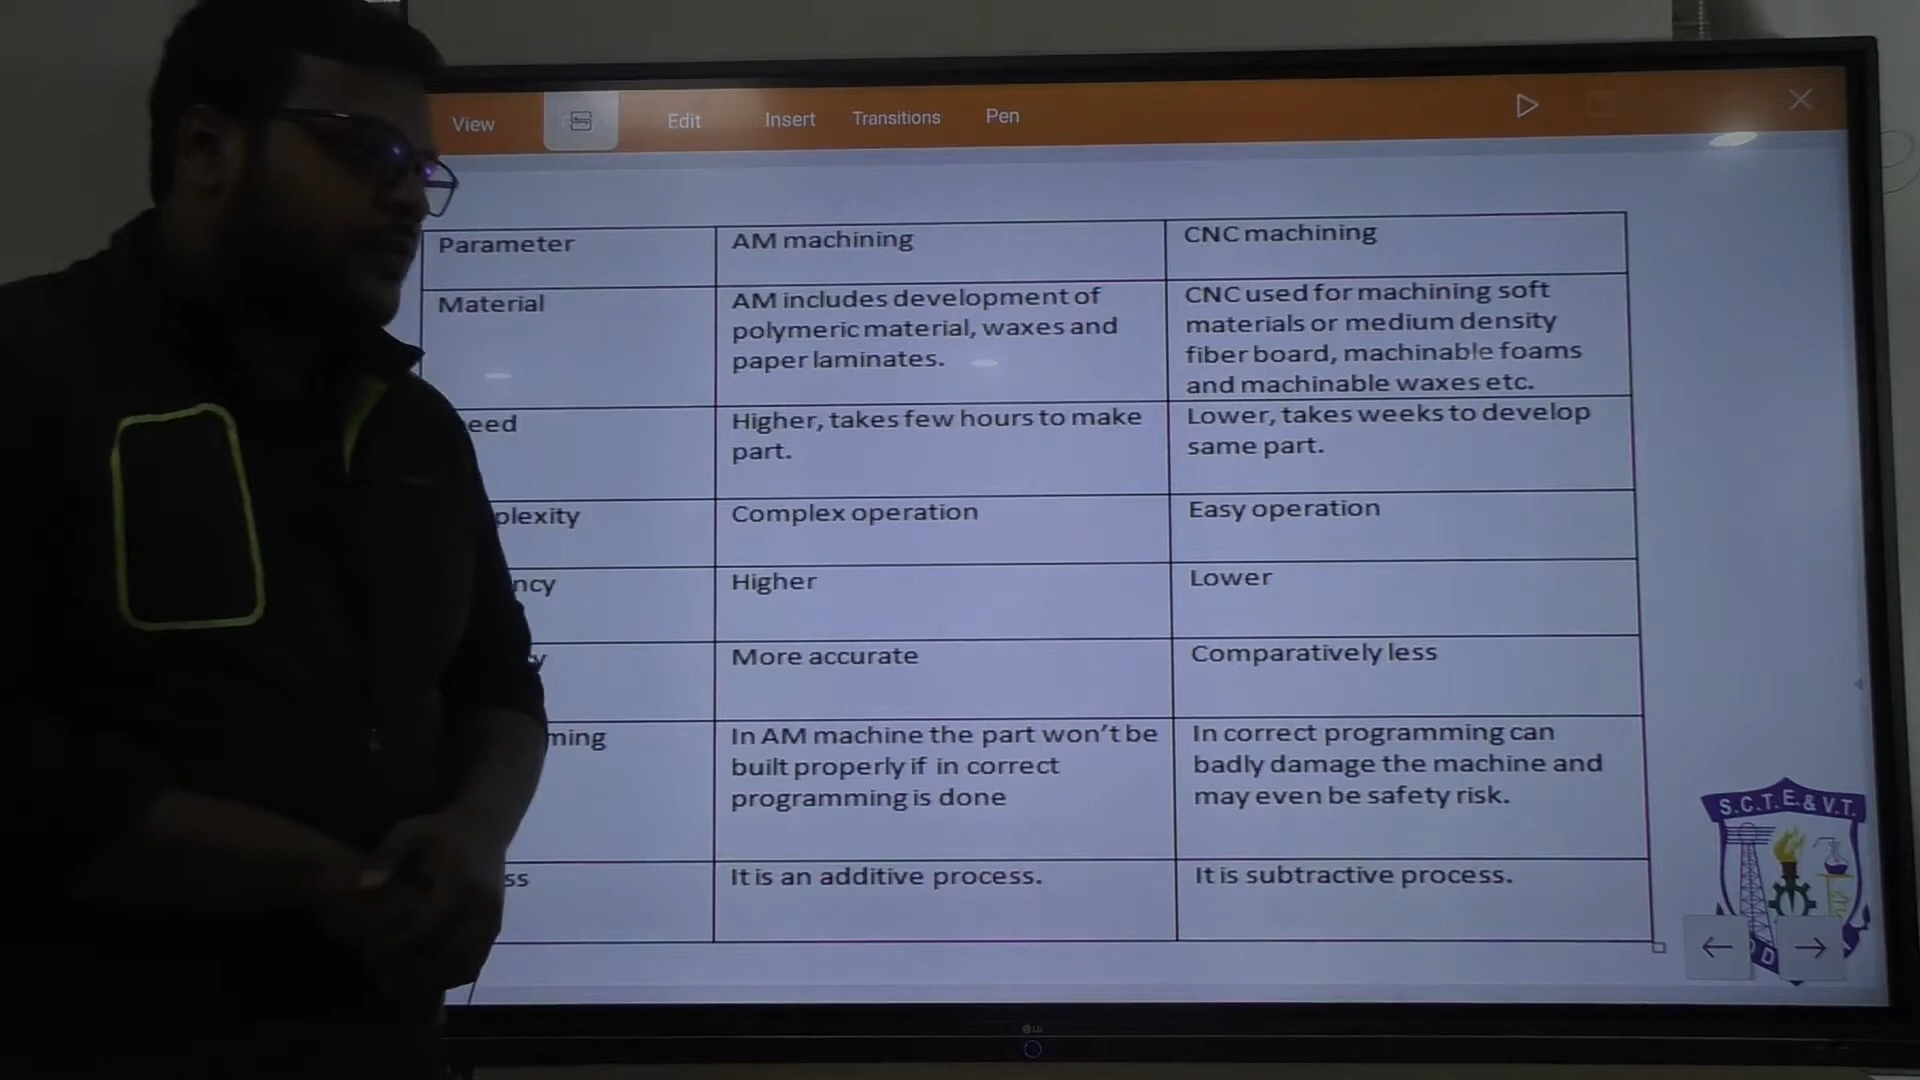 View Edit Insert Transitions Pen
Parameter
AM machining
CNC machining
Material
AM includes development of
polymeric material, waxes and
paper laminates.
CNC used for machining soft
materials or medium density
fiber board, machinable foams
and machinable waxes etc.
eed
Higher, takes few hours to make
part.
Lower, takes weeks to develop
same part.
plexity
Complex operation
Easy operation
ncy
Higher
Lower
y
More accurate
Comparatively less
ming
In AM machine the part won't be
built properly if in correct
programming is done
In correct programming can
badly damage the machine and
may even be safety risk.
ss
It is an additive process.
It is subtractive process.
S.C.T.E.& V.T.
D
LG